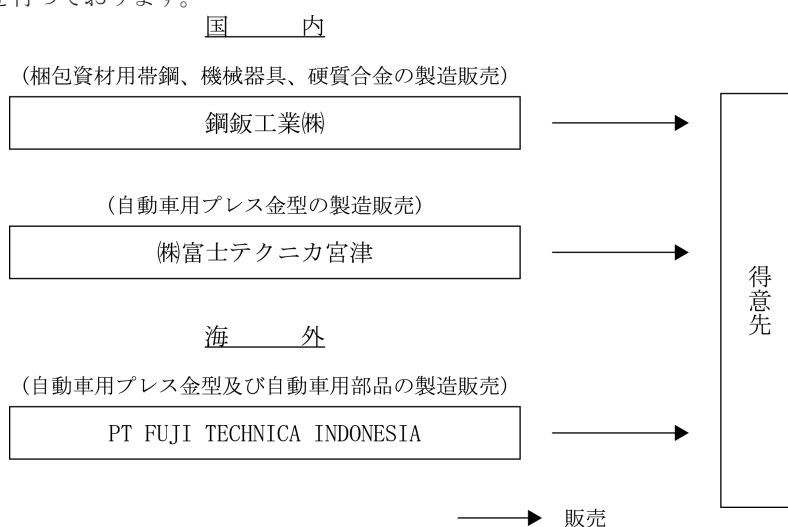 を行っております。
国 内
（梱包資材用帯鋼、機械器具、硬質合金の製造販売）
鋼鈑工業㈱
（自動車用プレス金型の製造販売）
㈱富士テクニカ宮津
海 外
（自動車用プレス金型及び自動車用部品の製造販売）
PT FUJI TECHNICA INDONESIA
得意先
販売